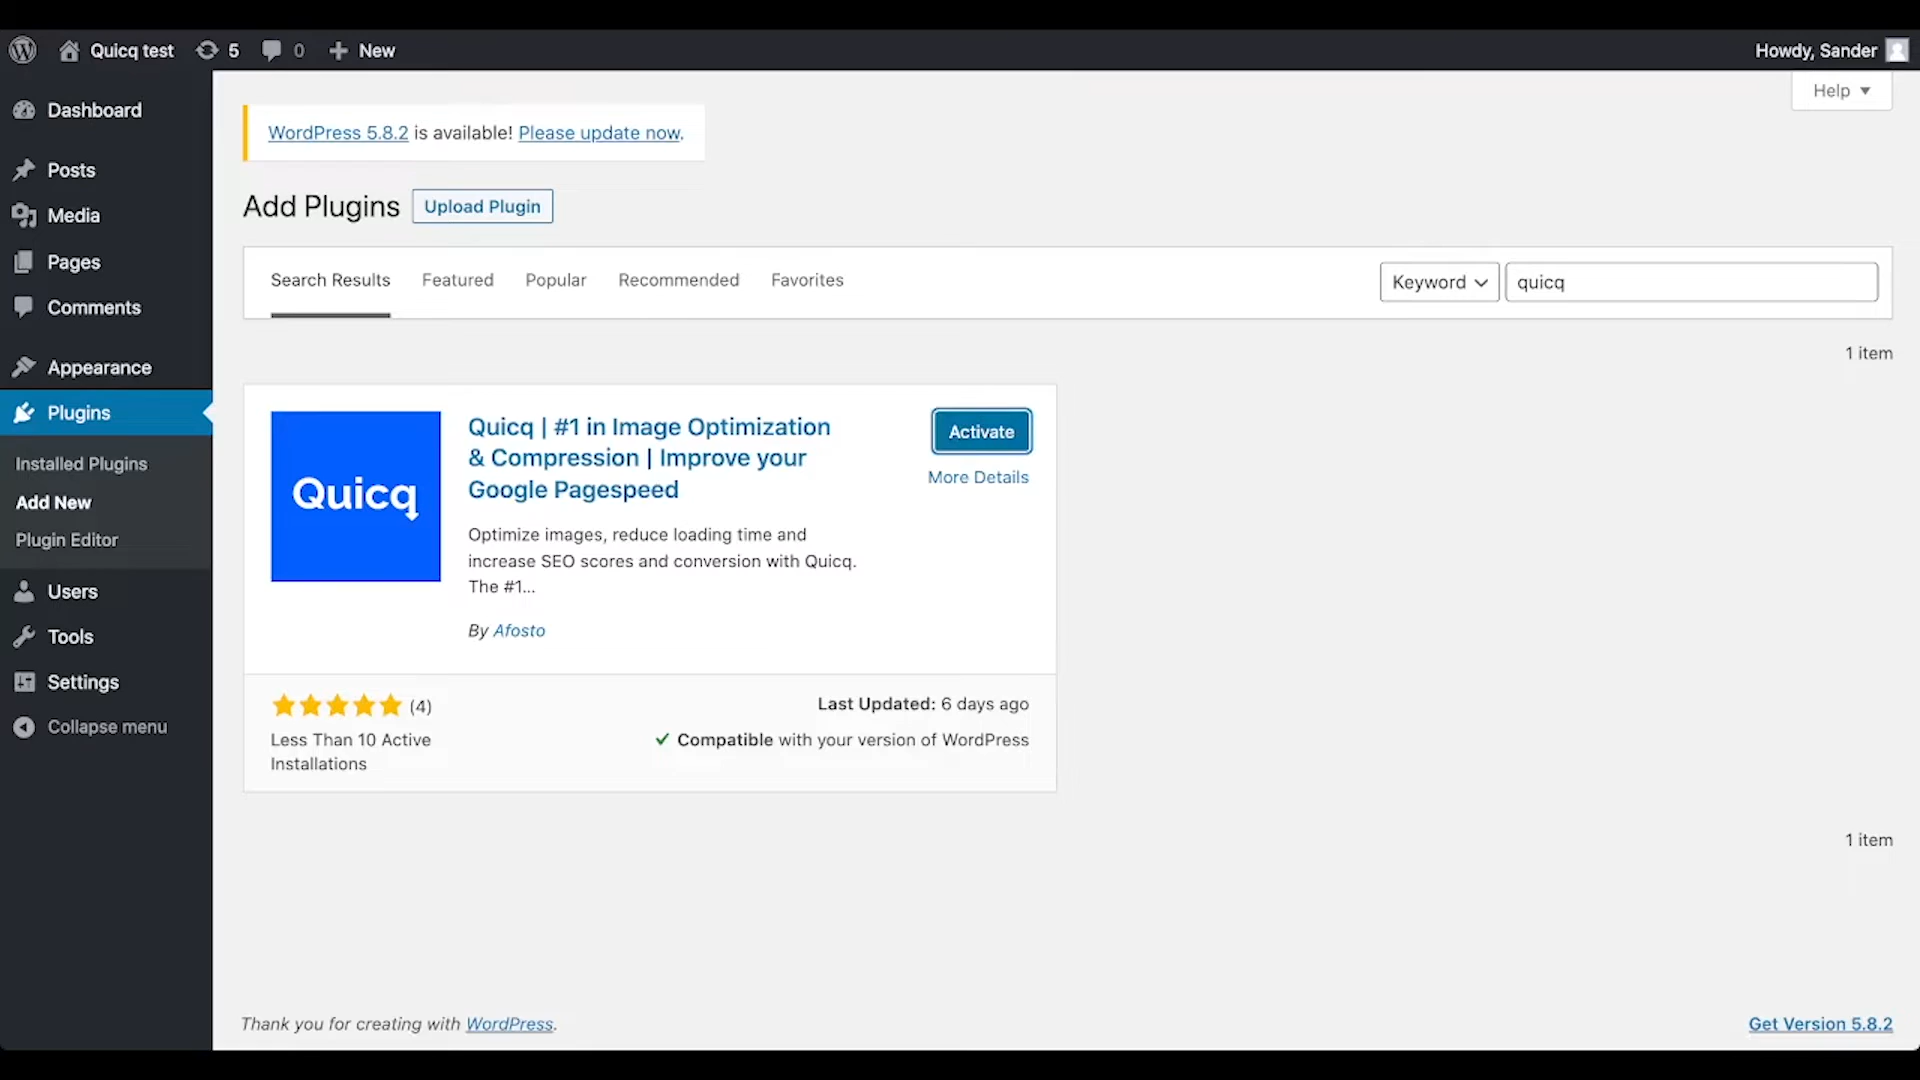 Quicq test
5
0
New
Howdy, Sander
Help
Dashboard
Posts
Media
Pages
Comments
Appearance
Plugins
Installed Plugins
Add New
Plugin Editor
Users
Tools
Settings
Collapse menu
WordPress 5.8.2 is available! Please update now.
Add Plugins
Upload Plugin
Search Results
Featured
Popular
Recommended
Favorites
Keyword
quicq
1 item
Quicq
Quicq | #1 in Image Optimization
& Compression | Improve your
Google Pagespeed
Activate
More Details
Optimize images, reduce loading time and
increase SEO scores and conversion with Quicq.
The #1...
By Afosto
(4)
Less Than 10 Active
Installations
Last Updated: 6 days ago
Compatible with your version of WordPress
1 item
Thank you for creating with WordPress.
Get Version 5.8.2